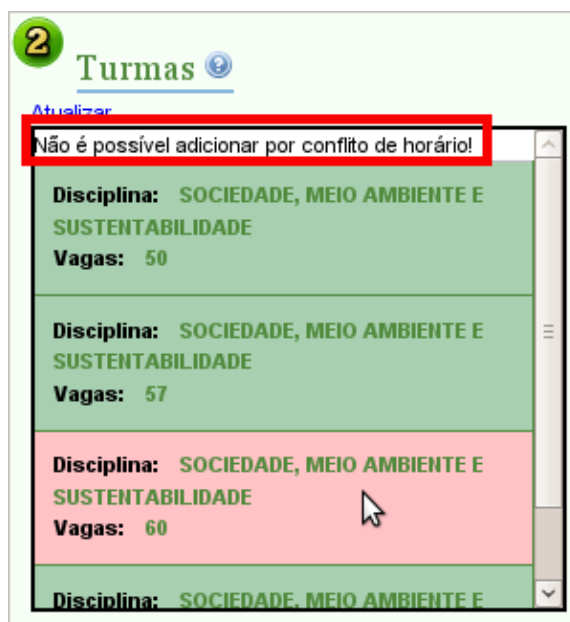 2
Turmas ?
Atualizar
Não é possível adicionar por conflito de horário!
Disciplina: SOCIEDADE, MEIO AMBIENTE E
SUSTENTABILIDADE
Vagas: 50
Disciplina: SOCIEDADE, MEIO AMBIENTE E
SUSTENTABILIDADE
Vagas: 57
Disciplina: SOCIEDADE, MEIO AMBIENTE E
SUSTENTABILIDADE
Vagas: 60
Disciplina: SOCIEDADE, MEIO AMBIENTE E